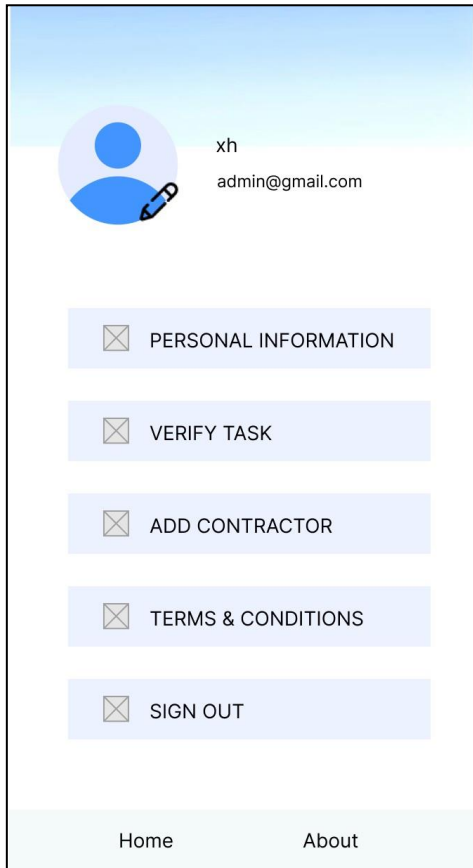 xh
admin@gmail.com
PERSONAL INFORMATION
VERIFY TASK
ADD CONTRACTOR
TERMS & CONDITIONS
SIGN OUT
Home About